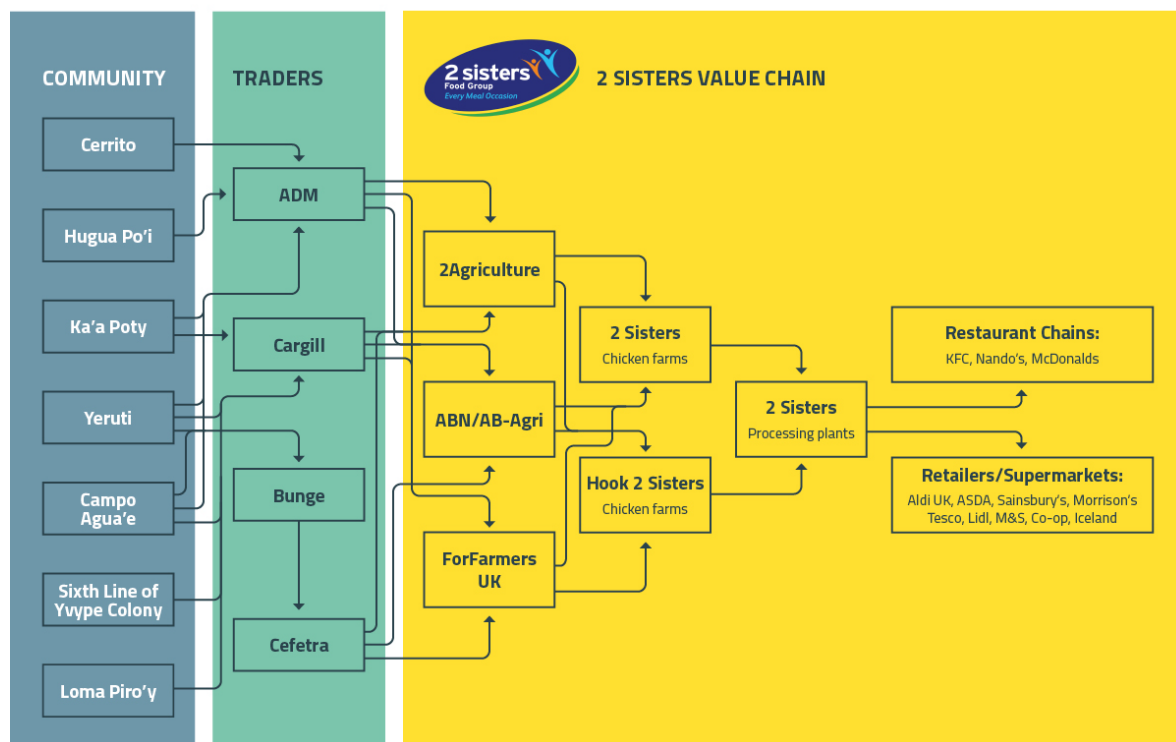 COMMUNITY
Cerrito
Hugua Po’i
Ka’a Poty
Yeruti
Campo
Agua’e
Sixth Line of
Yvype Colony
Loma Piro’y
TRADERS
ADM
Cargill
Bunge
Cefetra
2 sisters
Food Group
Every Meal Occasion
2 SISTERS VALUE CHAIN
2Agriculture
ABN/AB-Agri
ForFarmers
UK
2 Sisters
Chicken farms
Hook 2 Sisters
Chicken farms
2 Sisters
Processing plants
Restaurant Chains:
KFC, Nando’s, McDonalds
Retailers/Supermarkets:
Aldi UK, ASDA, Sainsbury’s, Morrison’s
Tesco, Lidl, M&S, Co-op, Iceland